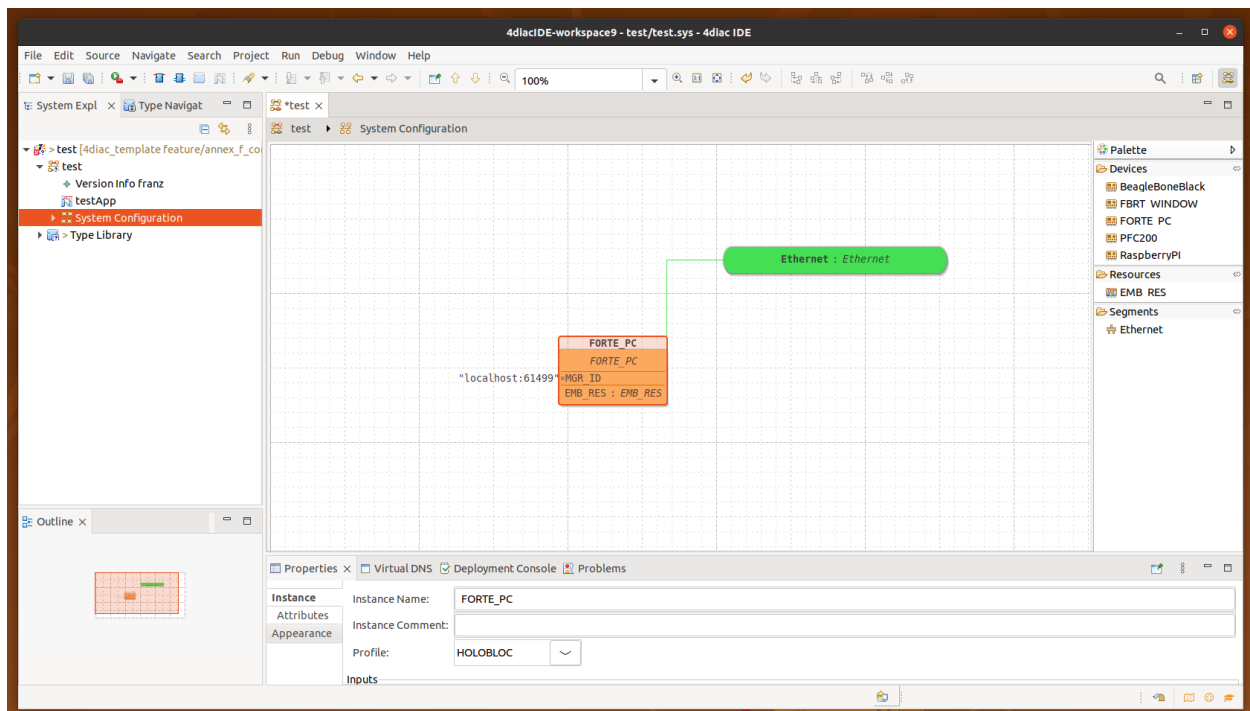 4diacIDE-workspace9 - test/test.sys - 4diac IDE
File Edit Source Navigate Search Project Run Debug Window Help
100%
System Expl Type Navigat
*test
test System Configuration
> test [4diac_template feature/annex_f_co
test
Version Info franz
testApp
System Configuration
> Type Library
Ethernet : Ethernet
FORTE_PC
FORTE_PC
"localhost:61499" MGR_ID
EMB_RES : EMB_RES
Palette
Devices
BeagleBoneBlack
FBRT WINDOW
FORTE PC
PFC200
RaspberryPI
Resources
EMB RES
Segments
Ethernet
Outline
Properties Virtual DNS Deployment Console Problems
Instance
Attributes
Appearance
Instance Name: FORTE_PC
Instance Comment:
Profile: HOLOBLOC
Inputs